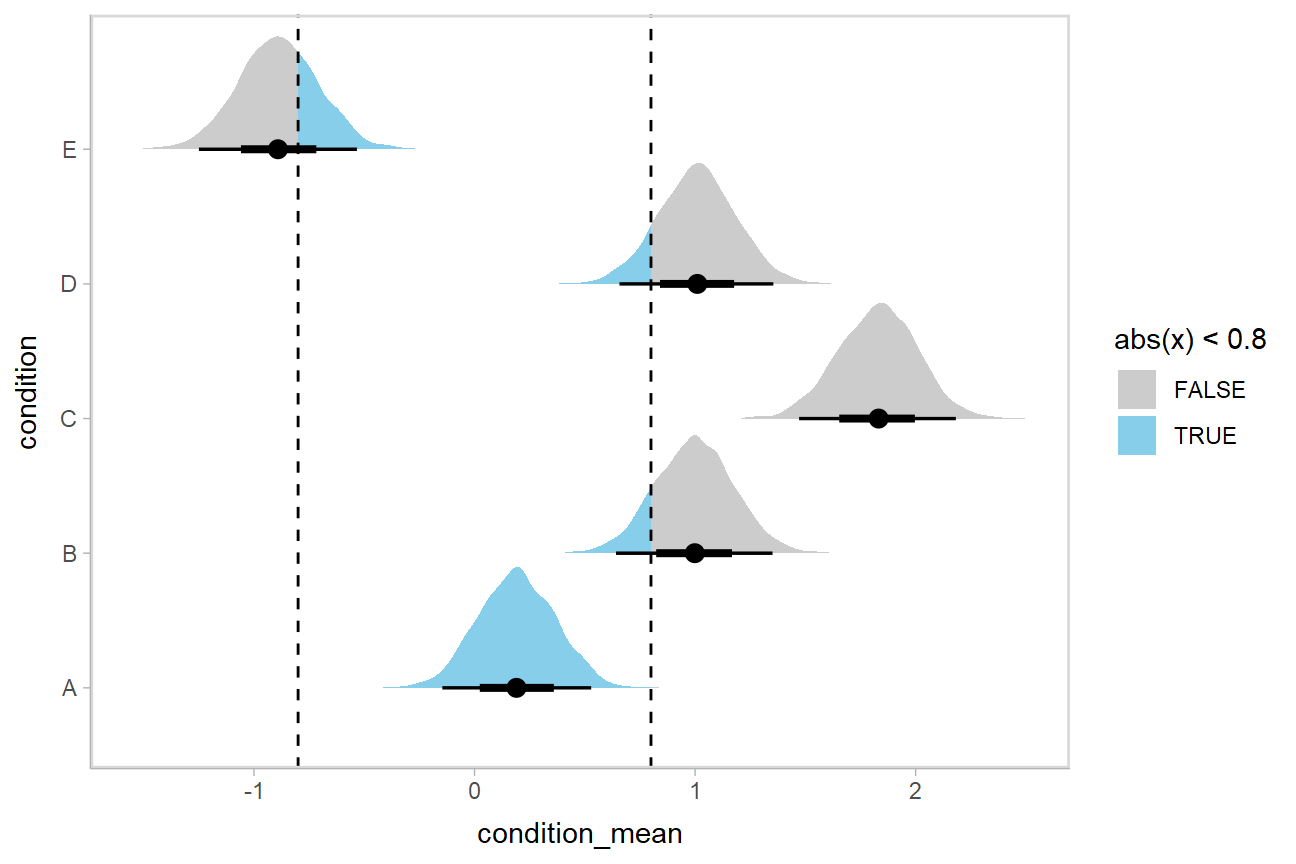 E
D
C
B
A
condition
-1
0
1
2
condition_mean
abs(x) < 0.8
FALSE
TRUE